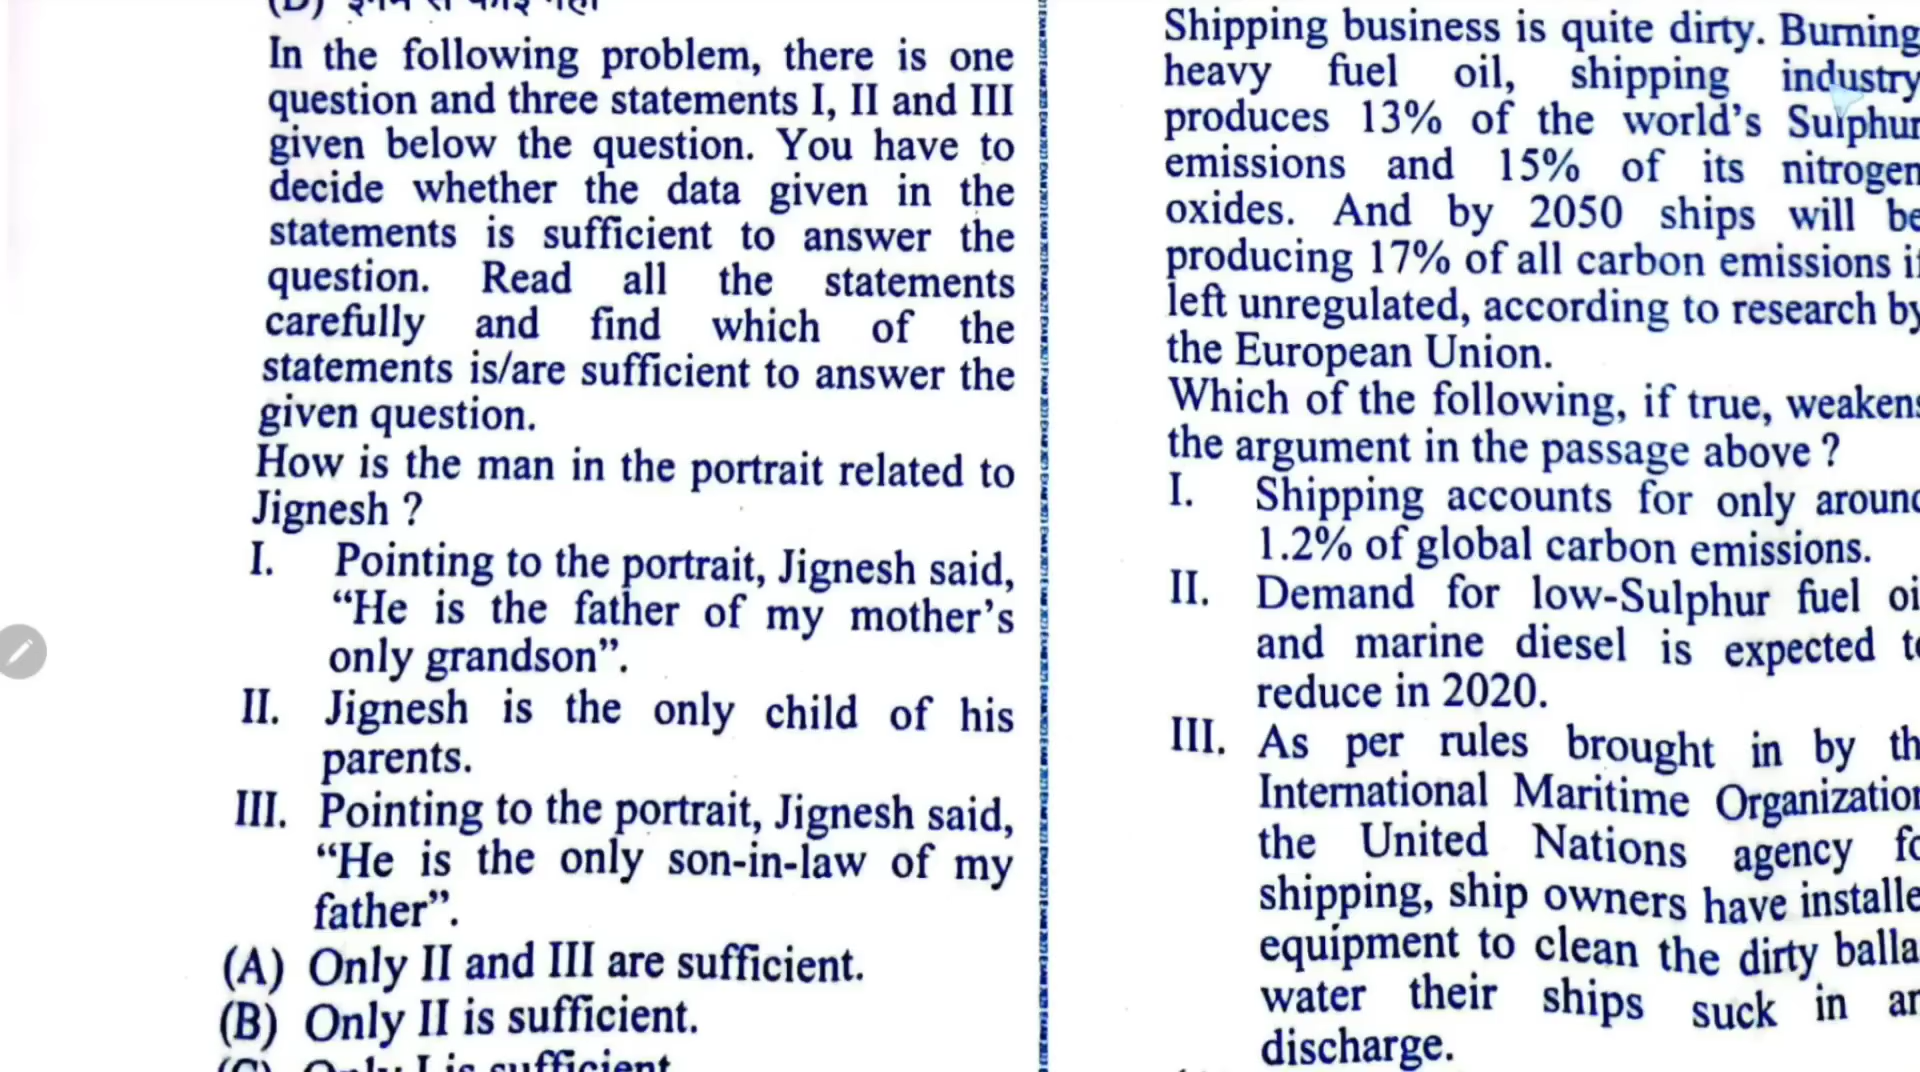 In the following problem, there is one
question and three statements I, II and III
given below the question. You have to
decide whether the data given in the
statements is sufficient to answer the
question. Read all the statements
carefully and find which of the
statements is/are sufficient to answer the
given question.
How is the man in the portrait related to
Jignesh ?
I. Pointing to the portrait, Jignesh said,
“He is the father of my mother’s
only grandson”.
II. Jignesh is the only child of his
parents.
III. Pointing to the portrait, Jignesh said,
“He is the only son-in-law of my
father”.
(A) Only II and III are sufficient.
(B) Only II is sufficient.
(C) Only I is sufficient
Shipping business is quite dirty. Burning
heavy fuel oil, shipping industry
produces 13% of the world’s Sulphur
emissions and 15% of its nitrogen
oxides. And by 2050 ships will be
producing 17% of all carbon emissions if
left unregulated, according to research by
the European Union.
Which of the following, if true, weakens
the argument in the passage above ?
I. Shipping accounts for only around
1.2% of global carbon emissions.
II. Demand for low-Sulphur fuel oi
and marine diesel is expected t
reduce in 2020.
III. As per rules brought in by th
International Maritime Organization
the United Nations agency fo
shipping, ship owners have installe
equipment to clean the dirty balla
water their ships suck in an
discharge.